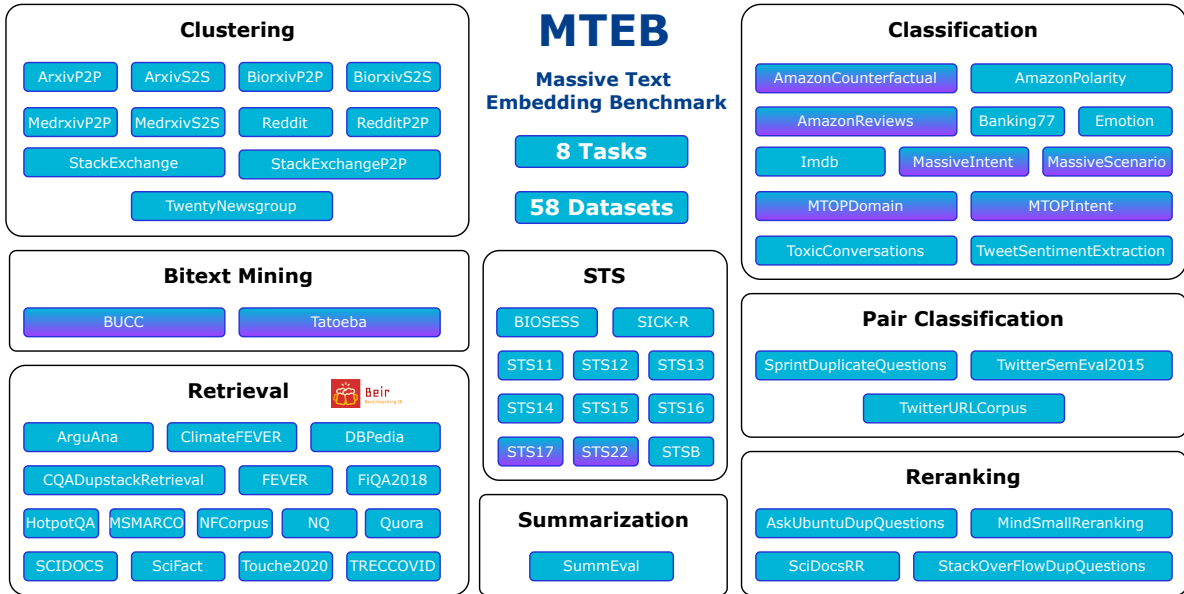 Clustering
ArxivP2P ArxivS2S BiorxivP2P BiorxivS2S
MedrxivP2P MedrxivS2S Reddit RedditP2P
StackExchange StackExchangeP2P
TwentyNewsgroup
MTEB
Massive Text
Embedding Benchmark
8 Tasks
58 Datasets
Classification
AmazonCounterfactual AmazonPolarity
AmazonReviews Banking77 Emotion
Imdb MassiveIntent MassiveScenario
MTOPDomain MTOPIntent
ToxicConversations TweetSentimentExtraction
Bitext Mining
BUCC Tatoeba
STS
BIOSESS SICK-R
STS11 STS12 STS13
STS14 STS15 STS16
STS17 STS22 STSB
Pair Classification
SprintDuplicateQuestions TwitterSemEval2015
TwitterURLCorpus
Retrieval
Beir
Benchmarking IR
ArguAna ClimateFEVER DBPedia
CQADupstackRetrieval FEVER FiQA2018
HotpotQA MSMARCO NFCorpus NQ Quora
SCIDOCS SciFact Touche2020 TRECCOVID
Summarization
SummEval
Reranking
AskUbuntuDupQuestions MindSmallReranking
SciDocsRR StackOverFlowDupQuestions